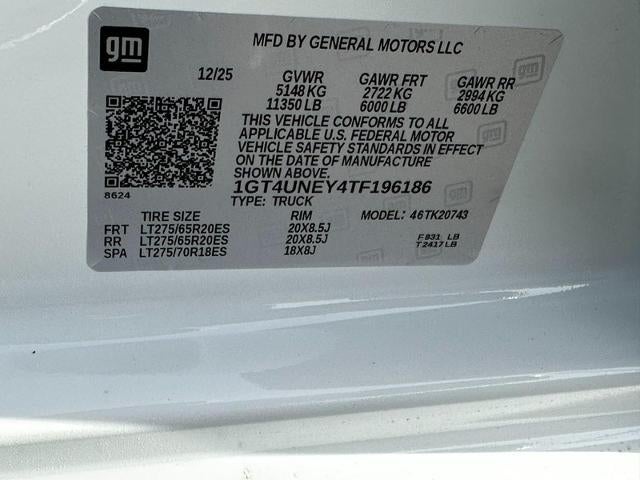 gm
MFD BY GENERAL MOTORS LLC
12/25 GVWR GAWR FRT GAWR RR
5148 KG 2722 KG 2994 KG
11350 LB 6000 LB 6600 LB
THIS VEHICLE CONFORMS TO ALL
APPLICABLE U.S. FEDERAL MOTOR
VEHICLE SAFETY STANDARDS IN EFFECT
ON THE DATE OF MANUFACTURE
SHOWN ABOVE.
8624
1GT4UNEY4TF196186
TYPE: TRUCK
TIRE SIZE RIM MODEL: 46TK20743
FRT LT275/65R20ES 20X8.5J
RR LT275/65R20ES 20X8.5J
SPA LT275/70R18ES 18X8J
F931 LB
T2417LB